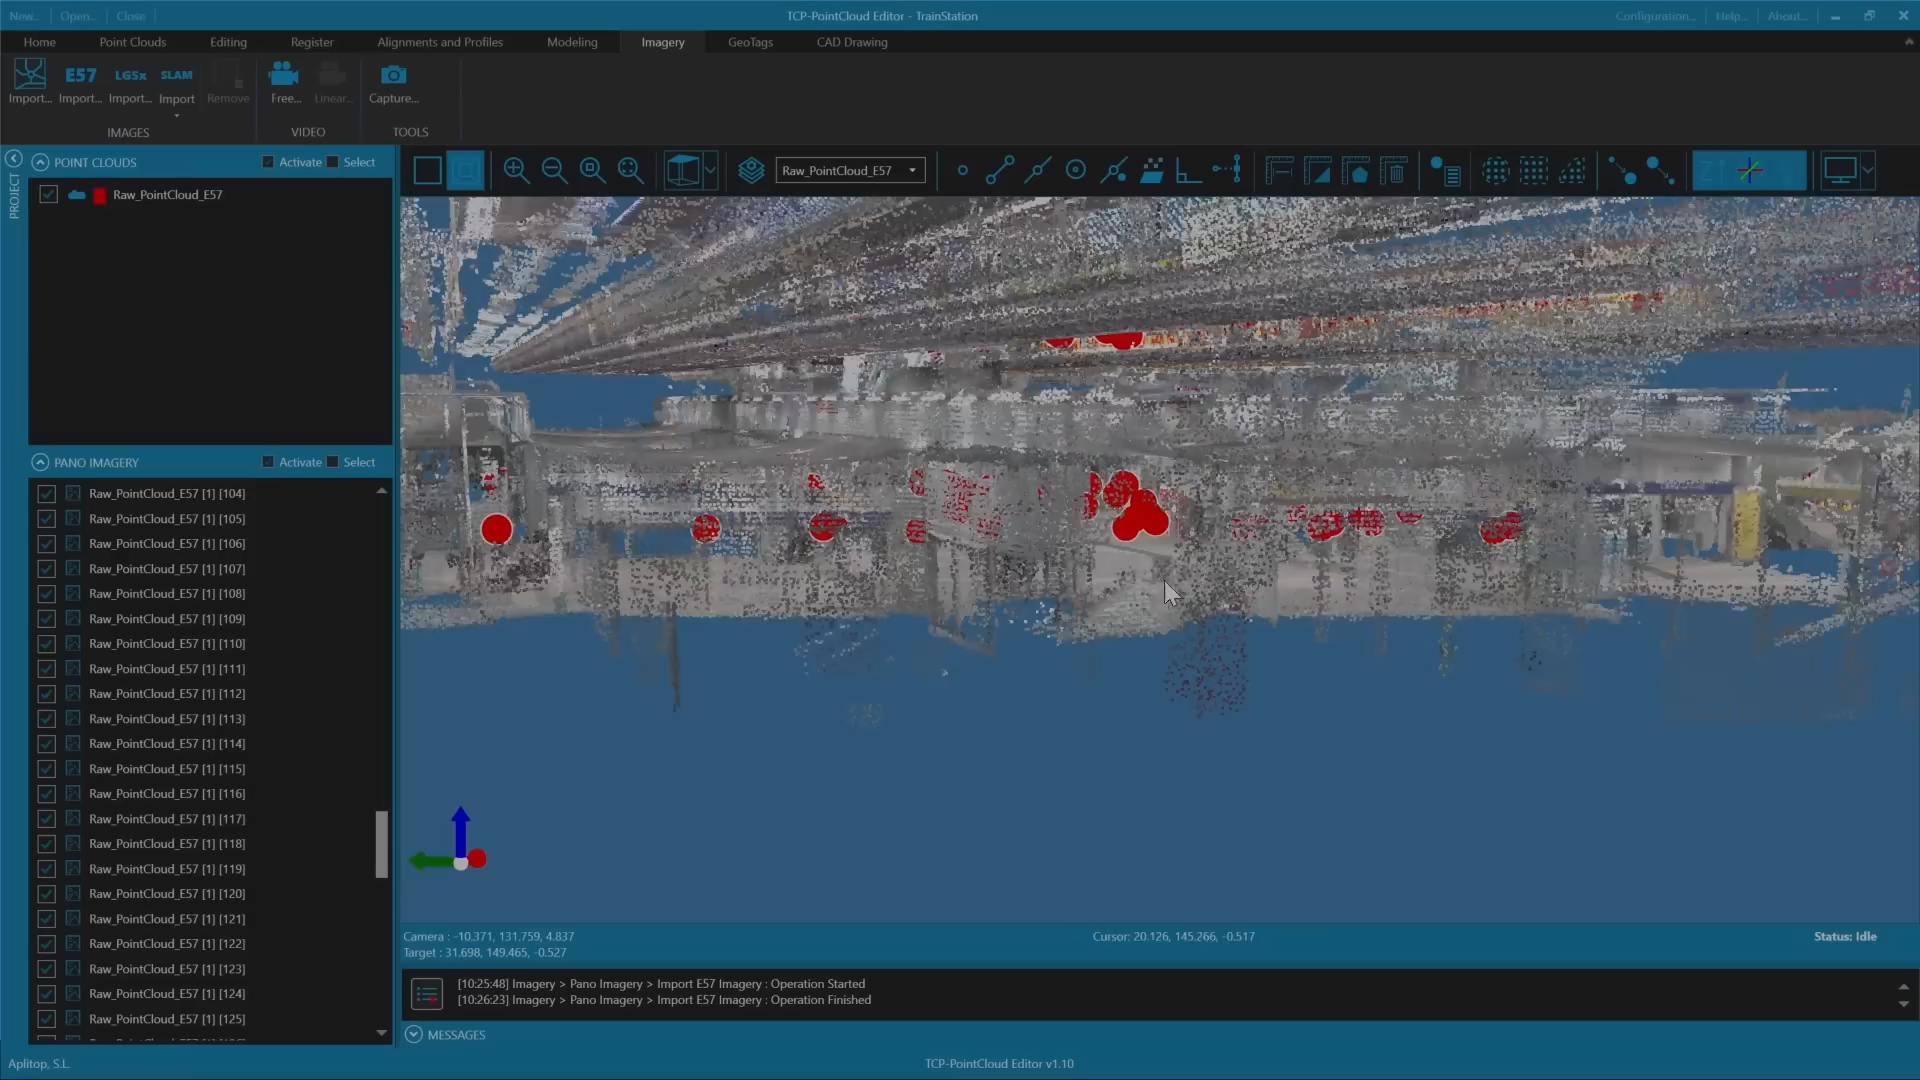 New... Open... Close
TCP-PointCloud Editor - TrainStation
Configuration... Help... About...
Home Point Clouds Editing Register Alignments and Profiles Modeling Imagery GeoTags CAD Drawing
E57 LGSx SLAM
Import... Import... Import... Import Remove Free... Linear... Capture...
IMAGES VIDEO TOOLS
PROJECT
POINT CLOUDS Activate Select
Raw_PointCloud_E57
Raw_PointCloud_E57
PANO IMAGERY Activate Select
Raw_PointCloud_E57 [1] [104]
Raw_PointCloud_E57 [1] [105]
Raw_PointCloud_E57 [1] [106]
Raw_PointCloud_E57 [1] [107]
Raw_PointCloud_E57 [1] [108]
Raw_PointCloud_E57 [1] [109]
Raw_PointCloud_E57 [1] [110]
Raw_PointCloud_E57 [1] [111]
Raw_PointCloud_E57 [1] [112]
Raw_PointCloud_E57 [1] [113]
Raw_PointCloud_E57 [1] [114]
Raw_PointCloud_E57 [1] [115]
Raw_PointCloud_E57 [1] [116]
Raw_PointCloud_E57 [1] [117]
Raw_PointCloud_E57 [1] [118]
Raw_PointCloud_E57 [1] [119]
Raw_PointCloud_E57 [1] [120]
Raw_PointCloud_E57 [1] [121]
Raw_PointCloud_E57 [1] [122]
Raw_PointCloud_E57 [1] [123]
Raw_PointCloud_E57 [1] [124]
Raw_PointCloud_E57 [1] [125]
Camera : -10.371, 131.759, 4.837
Target : 31.698, 149.465, -0.527
Cursor: 20.126, 145.266, -0.517
Status: Idle
[10:25:48] Imagery > Pano Imagery > Import E57 Imagery : Operation Started
[10:26:23] Imagery > Pano Imagery > Import E57 Imagery : Operation Finished
MESSAGES
Aplitop, S.L.
TCP-PointCloud Editor v1.10